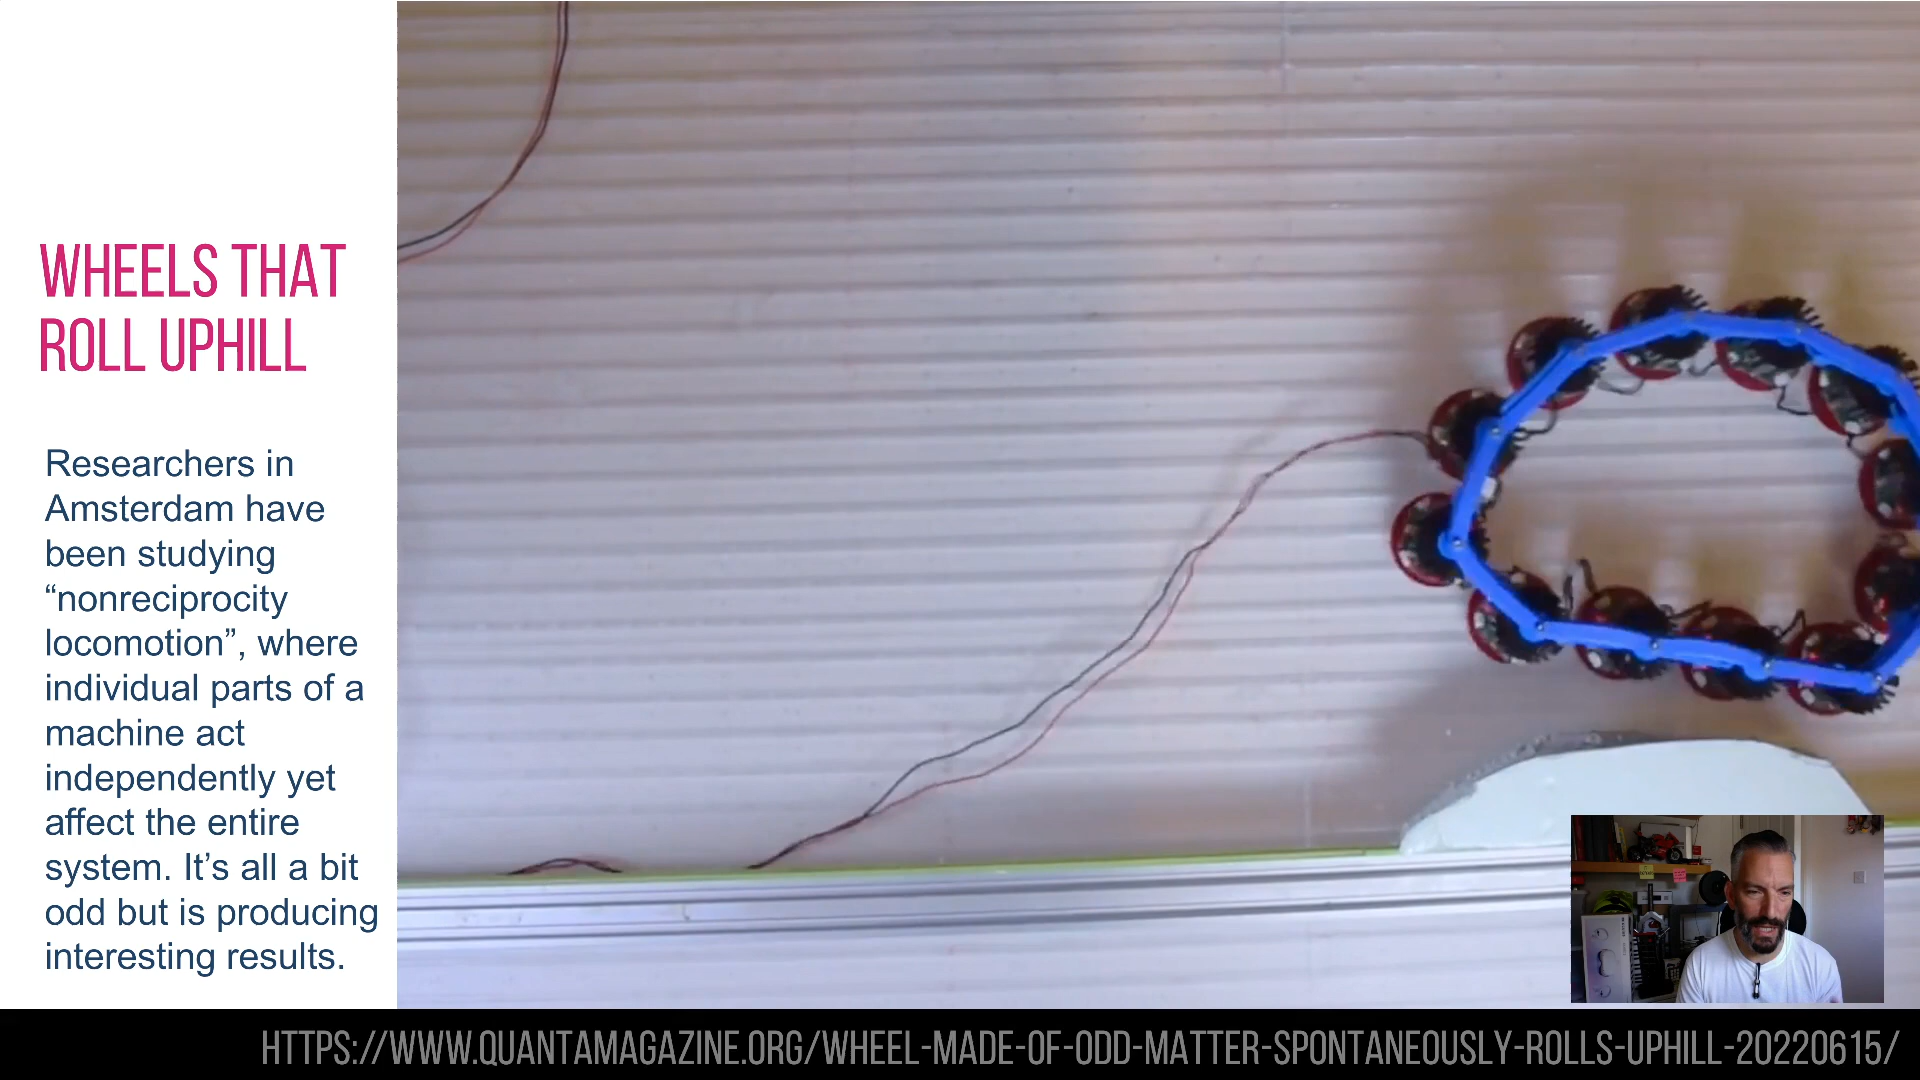 WHEELS THAT
ROLL UPHILL
Researchers in
Amsterdam have
been studying
“nonreciprocity
locomotion”, where
individual parts of a
machine act
independently yet
affect the entire
system. It’s all a bit
odd but is producing
interesting results.
HTTPS://WWW.QUANTAMAGAZINE.ORG/WHEEL-MADE-OF-ODD-MATTER-SPONTANEOUSLY-ROLLS-UPHILL-20220615/